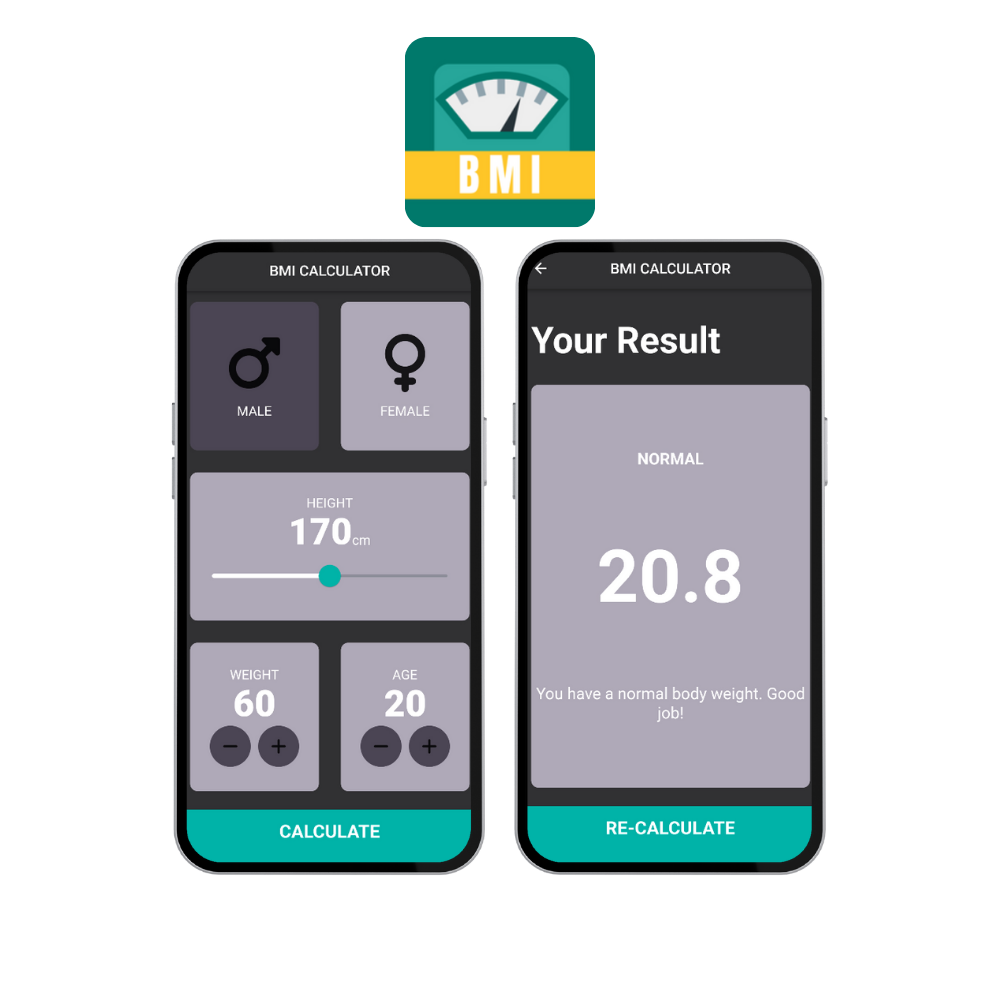 BMI
BMI CALCULATOR
MALE
FEMALE
HEIGHT
170cm
WEIGHT
60
AGE
20
CALCULATE
BMI CALCULATOR
Your Result
NORMAL
20.8
You have a normal body weight. Good
job!
RE-CALCULATE